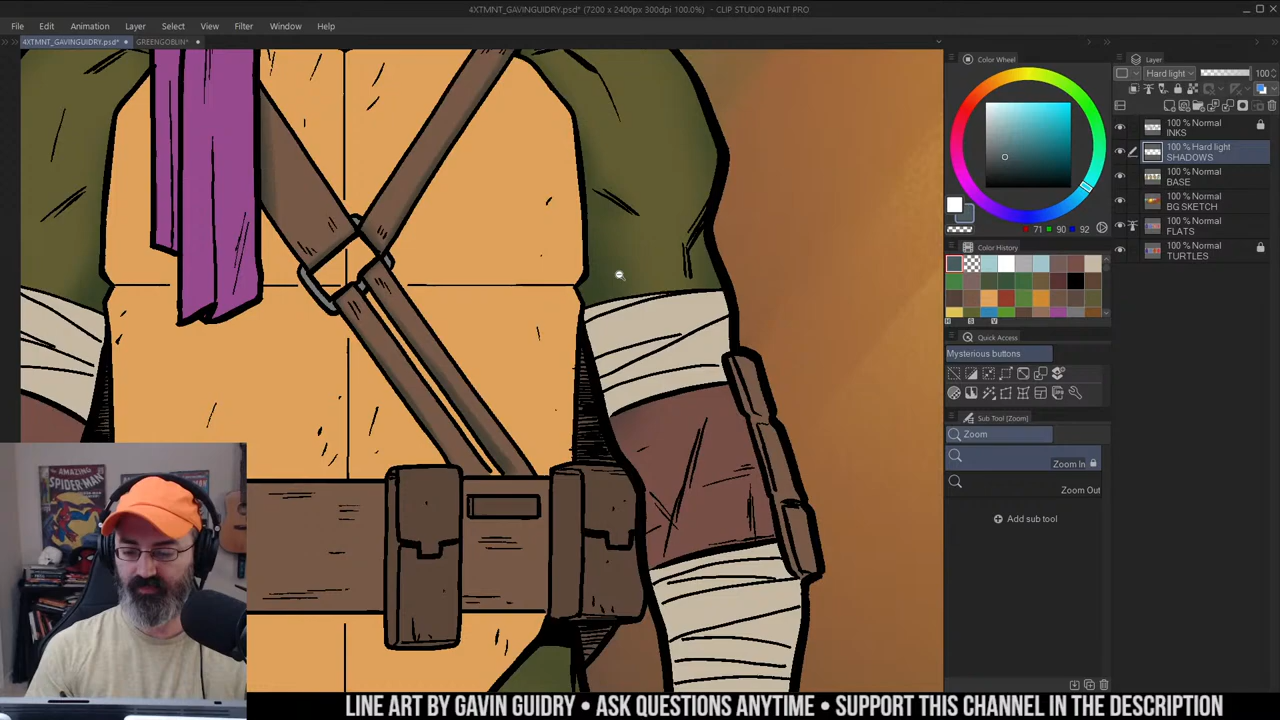 4XTMNT_GAVINGUIDRY.psd* (7200 x 2400px 300dpi 100.0%) - CLIP STUDIO PAINT PRO
File Edit Animation Layer Select View Filter Window Help
4XTMNT_GAVINGUIDRY.psd* GREENGOBLIN*
Color Wheel
71 90 92
Color History
H S V
Quick Access
Mysterious buttons
Sub Tool [Zoom]
Zoom
Zoom In
Zoom Out
Add sub tool
Layer
Hard light 100
100 % Normal
INKS
100 % Hard light
SHADOWS
100 % Normal
BASE
100 % Normal
BG SKETCH
100 % Normal
FLATS
100 % Normal
TURTLES
AMAZING
SPIDER-MAN
LINE ART BY GAVIN GUIDRY • ASK QUESTIONS ANYTIME • SUPPORT THIS CHANNEL IN THE DESCRIPTION